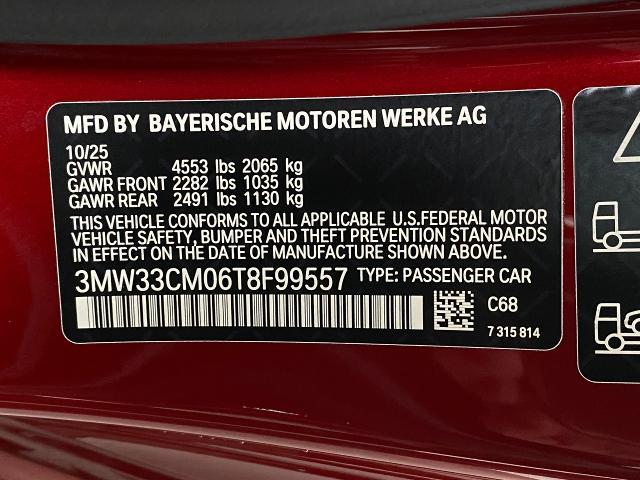 MFD BY BAYERISCHE MOTOREN WERKE AG
10/25
GVWR 4553 lbs 2065 kg
GAWR FRONT 2282 lbs 1035 kg
GAWR REAR 2491 lbs 1130 kg
THIS VEHICLE CONFORMS TO ALL APPLICABLE U.S.FEDERAL MOTOR
VEHICLE SAFETY, BUMPER, AND THEFT PREVENTION STANDARDS
IN EFFECT ON THE DATE OF MANUFACTURE SHOWN ABOVE.
3MW33CM06T8F99557 TYPE: PASSENGER CAR
C68
7 315 814